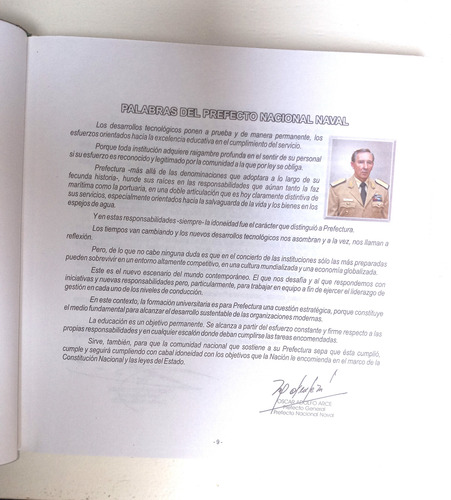 PALABRAS DEL PREFECTO NACIONAL NAVAL
Los desarrollos tecnológicos ponen a prueba y de manera permanente, los
esfuerzos orientados hacia la excelencia educativa en el cumplimiento del servicio.
Porque toda institución adquiere raigambre profunda en el sentir de su personal
si su esfuerzo es reconocido y legitimado por la comunidad a la que por ley se obliga.
Prefectura -más allá de las denominaciones que adoptara a lo largo de su
fecunda historia-, hunde sus raíces en las responsabilidades que aúnan tanto la faz
marítima como la portuaria, en una doble articulación que es hoy claramente distintiva de
sus servicios, especialmente orientados hacia la salvaguarda de la vida y los bienes en los
espejos de agua.
Y en estas responsabilidades -siempre- la idoneidad fue el carácter que distinguió a Prefectura.
Los tiempos van cambiando y los nuevos desarrollos tecnológicos nos asombran y a la vez, nos llaman a
reflexión.
Pero, de lo que no cabe ninguna duda es que en el concierto de las instituciones sólo las más preparadas
pueden sobrevivir en un entorno altamente competitivo, en una cultura mundializada y una economía globalizada.
Este es el nuevo escenario del mundo contemporáneo. El que nos desafía y al que respondemos con
iniciativas y nuevas responsabilidades pero, particularmente, para trabajar en equipo a fin de ejercer el liderazgo de
gestión en cada uno de los niveles de conducción.
En este contexto, la formación universitaria es para Prefectura una cuestión estratégica, porque constituye
el medio fundamental para alcanzar el desarrollo sustentable de las organizaciones modernas.
La educación es un objetivo permanente. Se alcanza a partir del esfuerzo constante y firme respecto a las
propias responsabilidades y en cualquier escalón donde deban cumplirse las tareas encomendadas.
Sirve, también, para que la comunidad nacional que sostiene a su Prefectura sepa que ésta cumplió,
cumple y seguirá cumpliendo con cabal idoneidad con los objetivos que la Nación le encomienda en el marco de la
Constitución Nacional y las leyes del Estado.
OSCAR ADOLFO ARCE
Prefecto General
Prefecto Nacional Naval
- 9 -